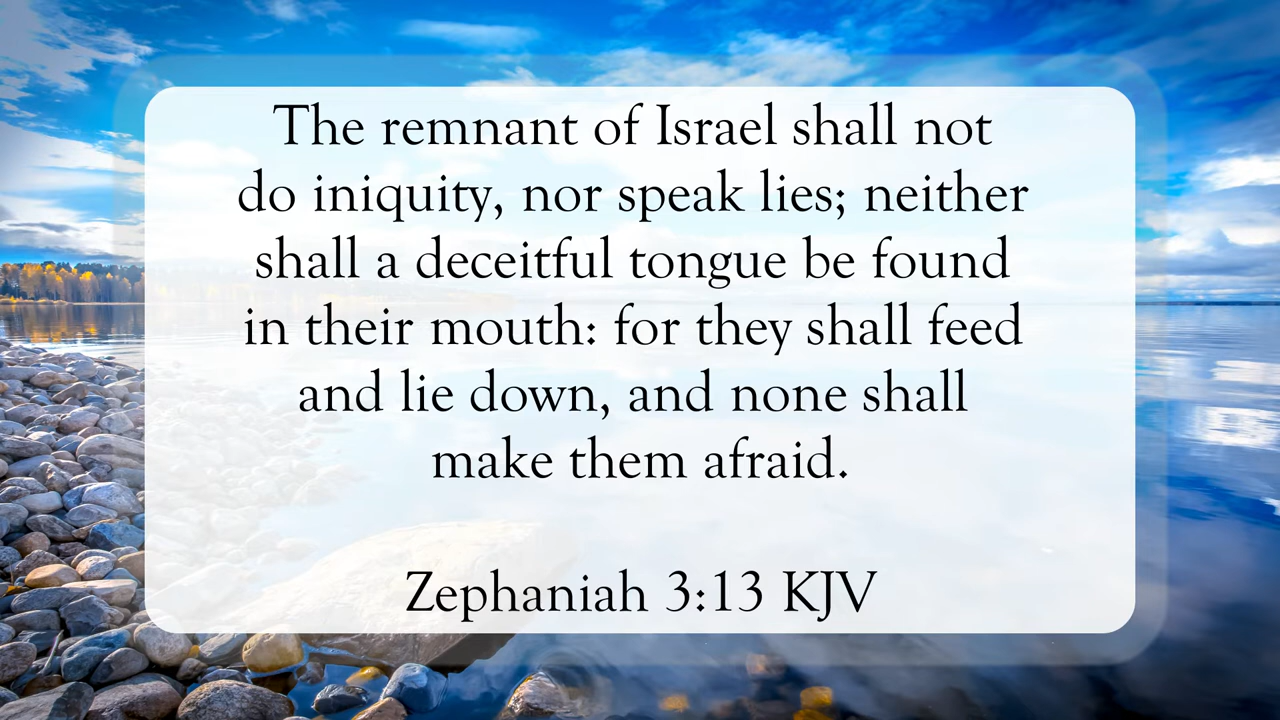 The remnant of Israel shall not
do iniquity, nor speak lies; neither
shall a deceitful tongue be found
in their mouth: for they shall feed
and lie down, and none shall
make them afraid.
Zephaniah 3:13 KJV